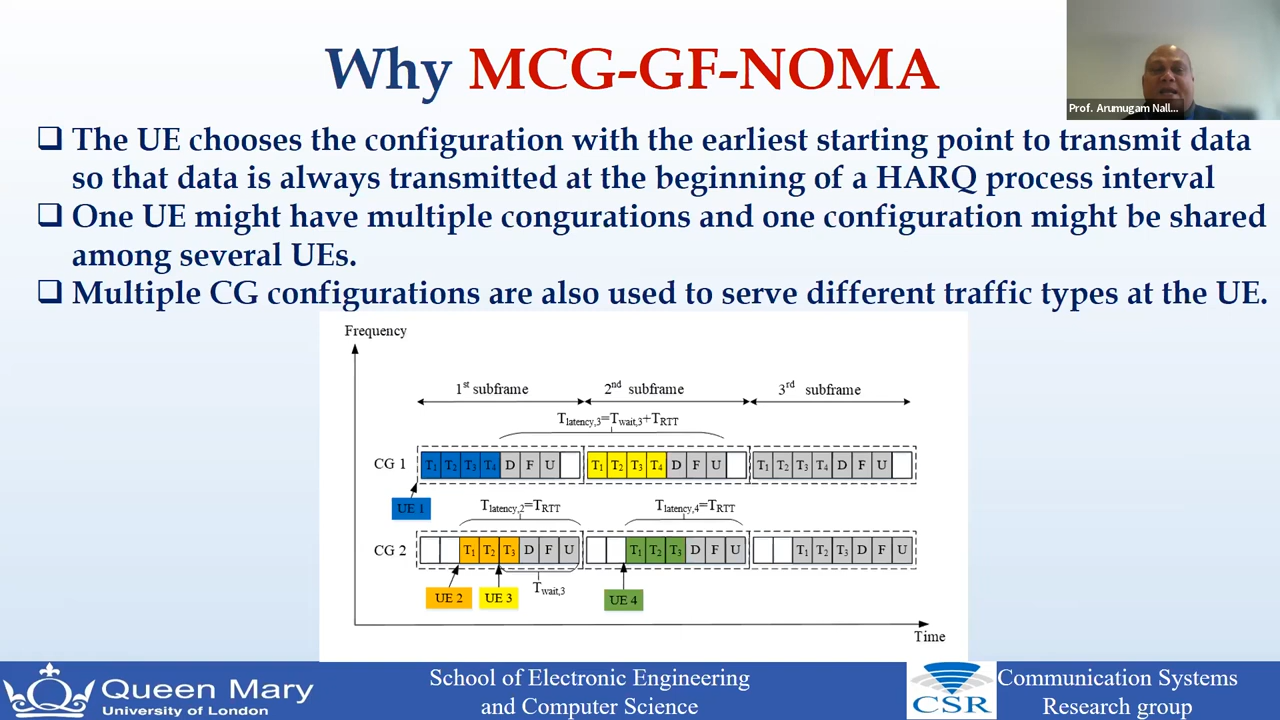 Why MCG-GF-NOMA
Prof. Arumugam Nall...
❑ The UE chooses the configuration with the earliest starting point to transmit data
so that data is always transmitted at the beginning of a HARQ process interval
❑ One UE might have multiple congurations and one configuration might be shared
among several UEs.
❑ Multiple CG configurations are also used to serve different traffic types at the UE.
Frequency
1st subframe 2nd subframe 3rd subframe
Tlatency,3=Twait,3+TRTT
CG 1 T1 T2 T3 T4 D F U T1 T2 T3 T4 D F U T1 T2 T3 T4 D F U
UE 1 Tlatency,2=TRTT Tlatency,4=TRTT
CG 2 T1 T2 T3 D F U T1 T2 T3 D F U T1 T2 T3 D F U
UE 2 UE 3 Twait,3 UE 4
Time
Queen Mary
University of London
School of Electronic Engineering
and Computer Science
CSR
Communication Systems
Research group